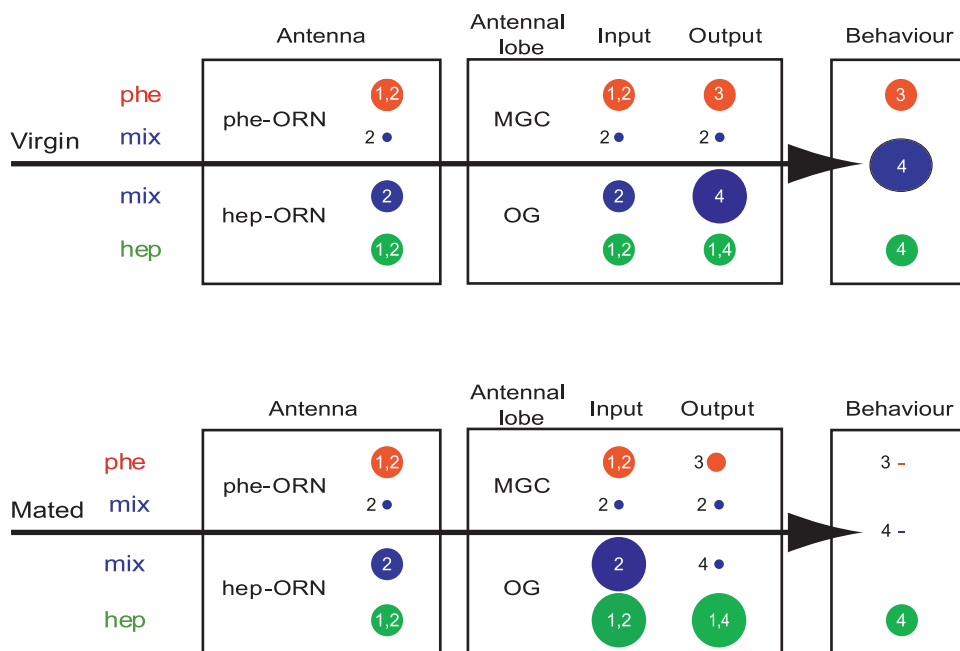 Antenna
Antennal lobe
Input
Output
Behaviour
phe
phe-ORN
1,2
MGC
1,2
3
3
Virgin
mix
2
2
2
4
mix
hep-ORN
2
OG
2
4
hep
1,2
1,2
1,4
4
Antenna
Antennal lobe
Input
Output
Behaviour
phe
phe-ORN
1,2
MGC
1,2
3
3 -
Mated
mix
2
2
2
4 -
mix
hep-ORN
2
OG
2
4
hep
1,2
1,2
1,4
4